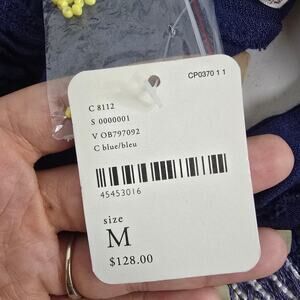 CP0370 1 1
C 8112
S 0000001
V OB797092
C blue/bleu
45453016
size
M
$128.00